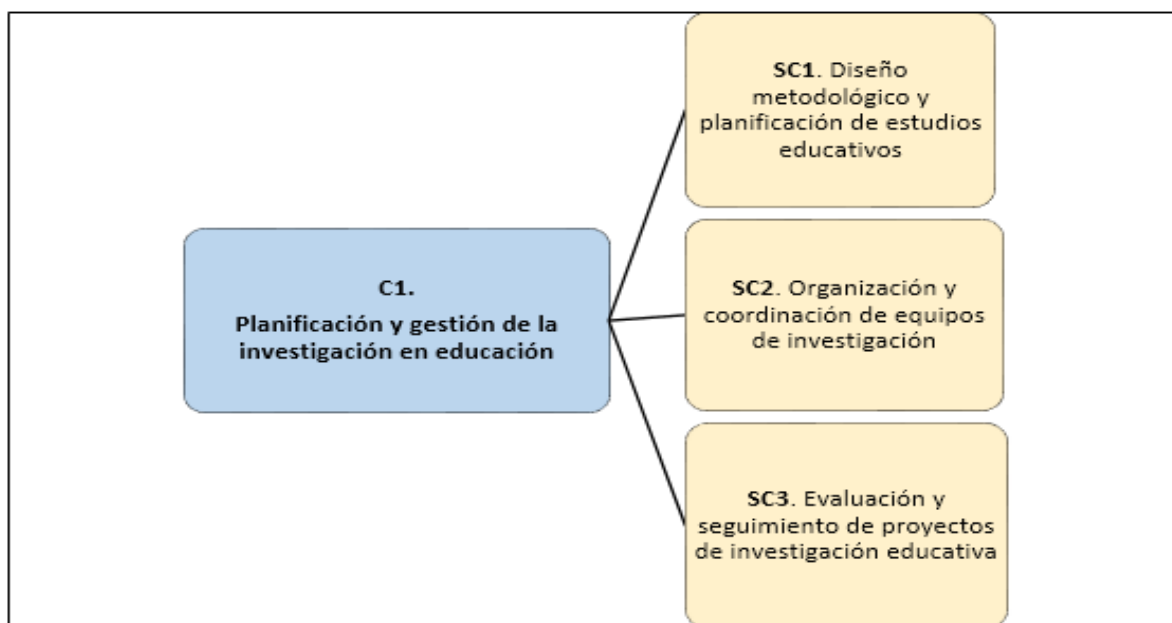 C1.
Planificación y gestión de la
investigación en educación
SC1. Diseño
metodológico y
planificación de estudios
educativos
SC2. Organización y
coordinación de equipos
de investigación
SC3. Evaluación y
seguimiento de proyectos
de investigación educativa